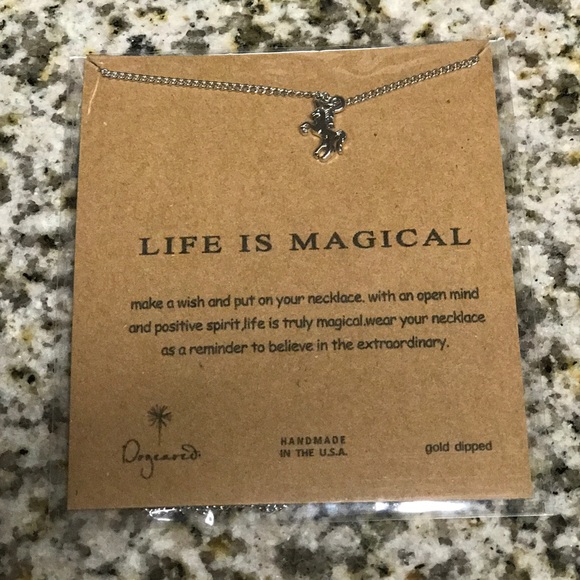 LIFE IS MAGICAL
make a wish and put on your necklace. with an open mind
and positive spirit,life is truly magical.wear your necklace
as a reminder to believe in the extraordinary.
Dogeared.
HANDMADE
IN THE U.S.A.
gold dipped